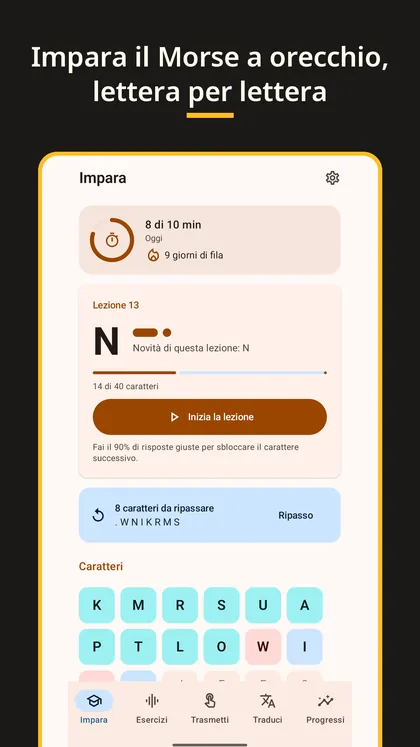 Impara il Morse a orecchio,
lettera per lettera
Impara
8 di 10 min
Oggi
9 giorni di fila
Lezione 13
N
Novità di questa lezione: N
14 di 40 caratteri
Inizia la lezione
Fai il 90% di risposte giuste per sbloccare il carattere
successivo.
8 caratteri da ripassare
. W N I K R M S
Ripasso
Caratteri
K M R S U A
P T L O W I
Impara Esercizi Trasmetti Traduci Progressi